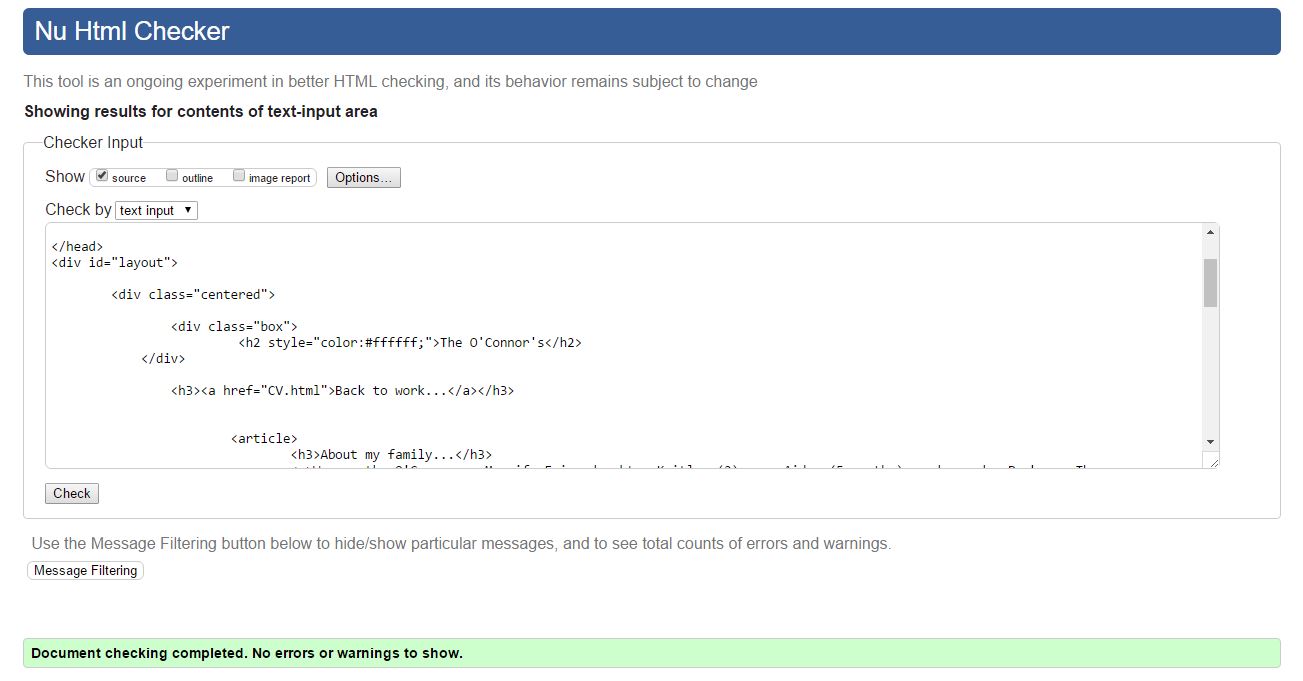 Nu Html Checker
This tool is an ongoing experiment in better HTML checking, and its behavior remains subject to change
Showing results for contents of text-input area
Checker Input
Show source outline image report Options...
Check by text input
</head>
<div id="layout">
<div class="centered">
<div class="box">
<h2 style="color:#ffffff;">The O'Connor's</h2>
</div>
<h3><a href="CV.html">Back to work...</a></h3>
<article>
<h3>About my family...</h3>
Check
Use the Message Filtering button below to hide/show particular messages, and to see total counts of errors and warnings.
Message Filtering
Document checking completed. No errors or warnings to show.